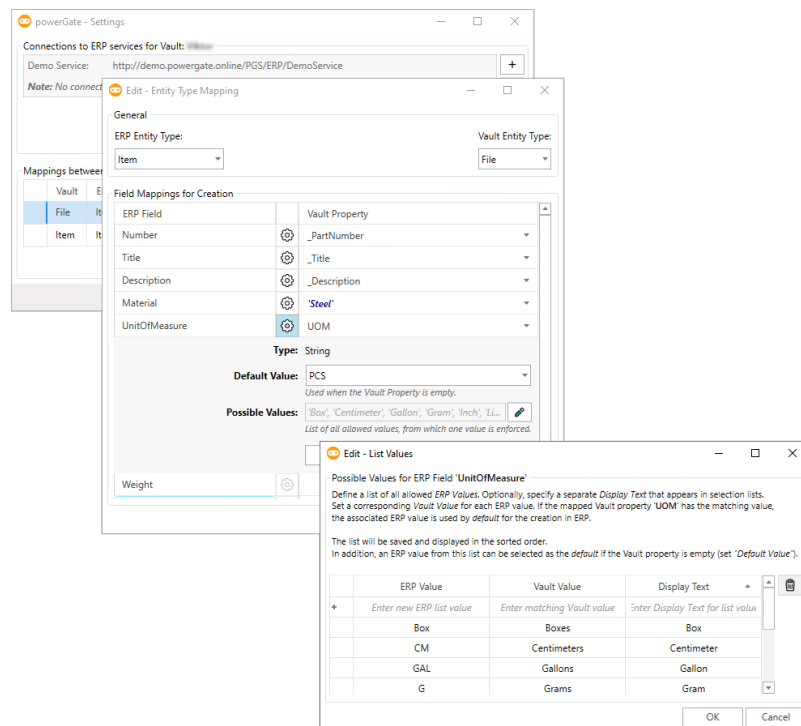 powerGate - Settings
Connections to ERP services for Vault:
Demo Service: http://demo.powergate.online/PGS/ERP/DemoService
+
Note: No connect
Mappings between
Vault
File
Item
Edit - Entity Type Mapping
General
ERP Entity Type: Vault Entity Type:
Item File
Field Mappings for Creation
ERP Field Vault Property
Number _PartNumber
Title _Title
Description _Description
Material 'Steel'
UnitOfMeasure UOM
Type: String
Default Value: PCS
Used when the Vault Property is empty.
Possible Values: 'Box', 'Centimeter', 'Gallon', 'Gram', 'Inch', 'Li...
List of all allowed values, from which one value is enforced.
Weight
Edit - List Values
Possible Values for ERP Field 'UnitOfMeasure'
Define a list of all allowed ERP Values. Optionally, specify a separate Display Text that appears in selection lists.
Set a corresponding Vault Value for each ERP value. If the mapped Vault property 'UOM' has the matching value,
the associated ERP value is used by default for the creation in ERP.
The list will be saved and displayed in the sorted order.
In addition, an ERP value from this list can be selected as the default if the Vault property is empty (set "Default Value").
ERP Value Vault Value Display Text
+ Enter new ERP list value Enter matching Vault value Enter Display Text for list value
Box Boxes Box
CM Centimeters Centimeter
GAL Gallons Gallon
G Grams Gram
OK Cancel